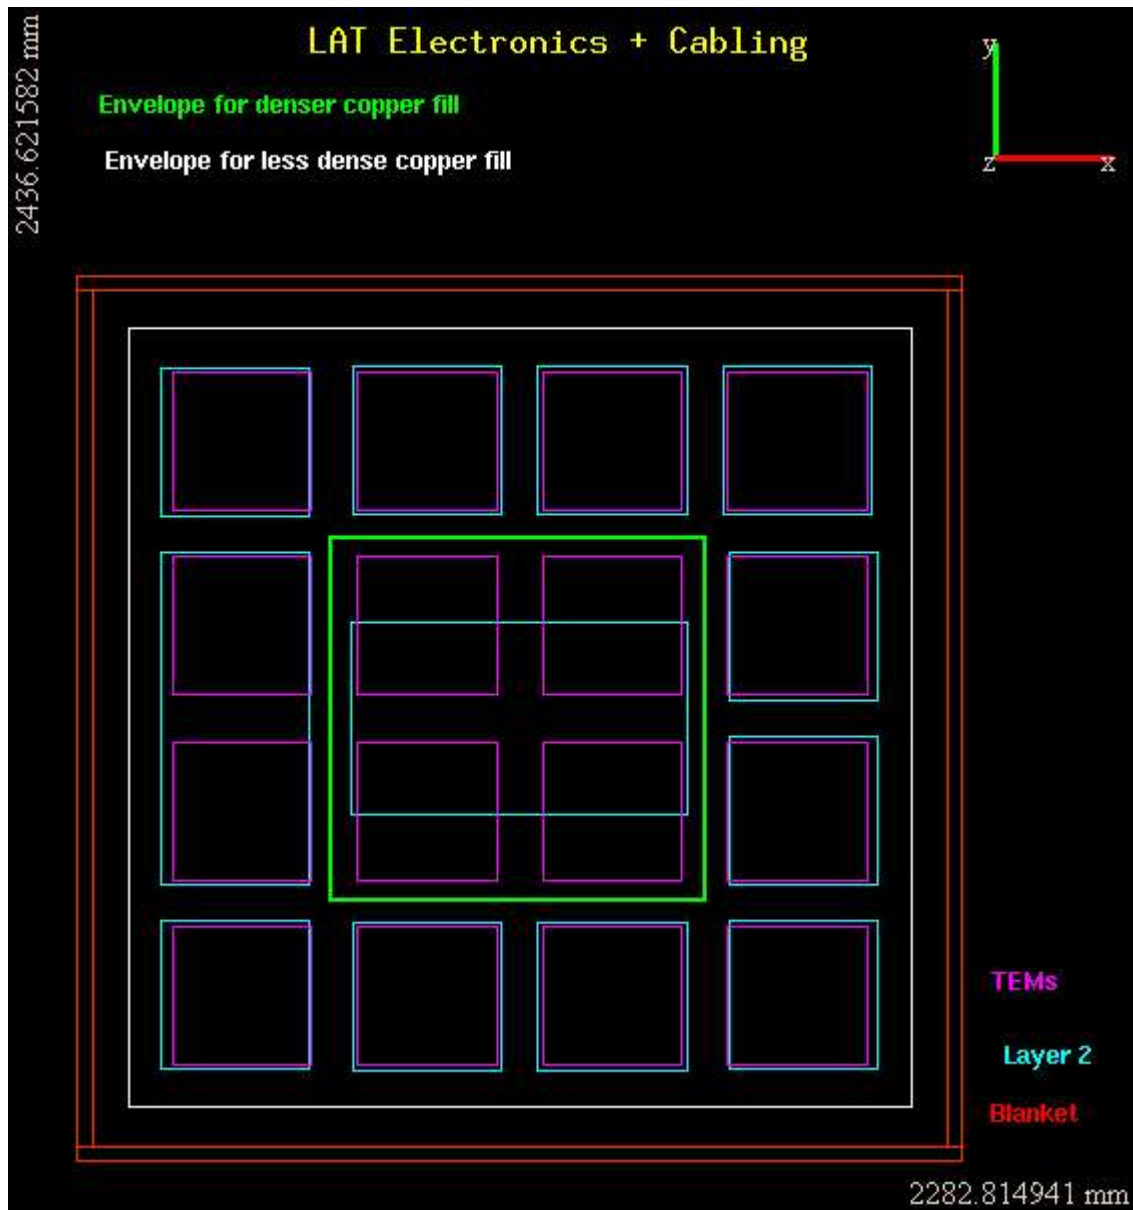 2436.621582 mm
LAT Electronics + Cabling
Envelope for denser copper fill
Envelope for less dense copper fill
y
z
x
TEMs
Layer 2
Blanket
2282.814941 mm